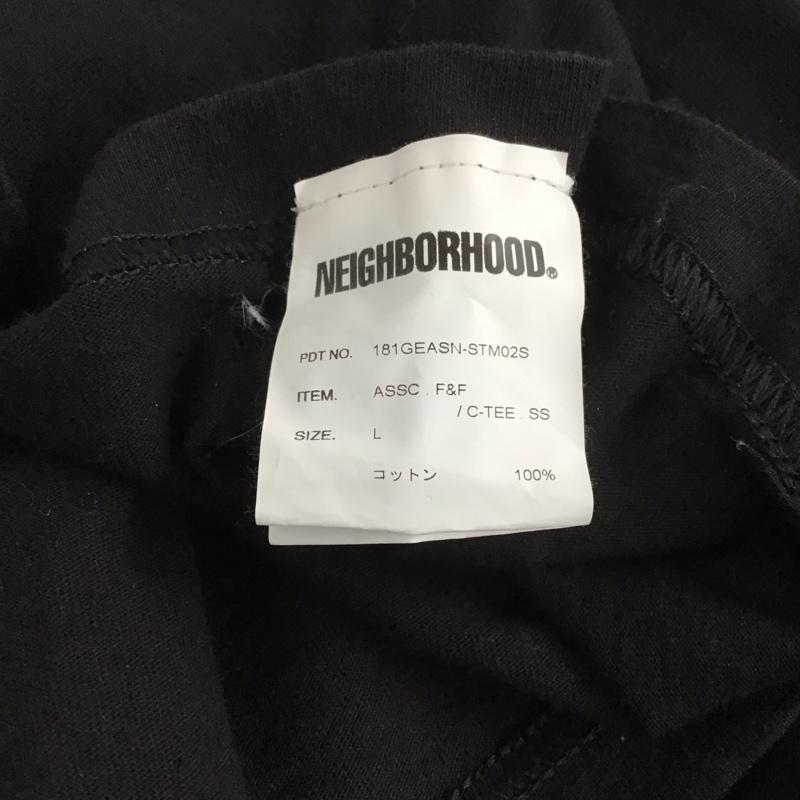 NEIGHBORHOOD®
PDT NO. 181GEASN-STM02S
ITEM. ASSC . F&F
/ C-TEE . SS
SIZE. L
コットン 100%